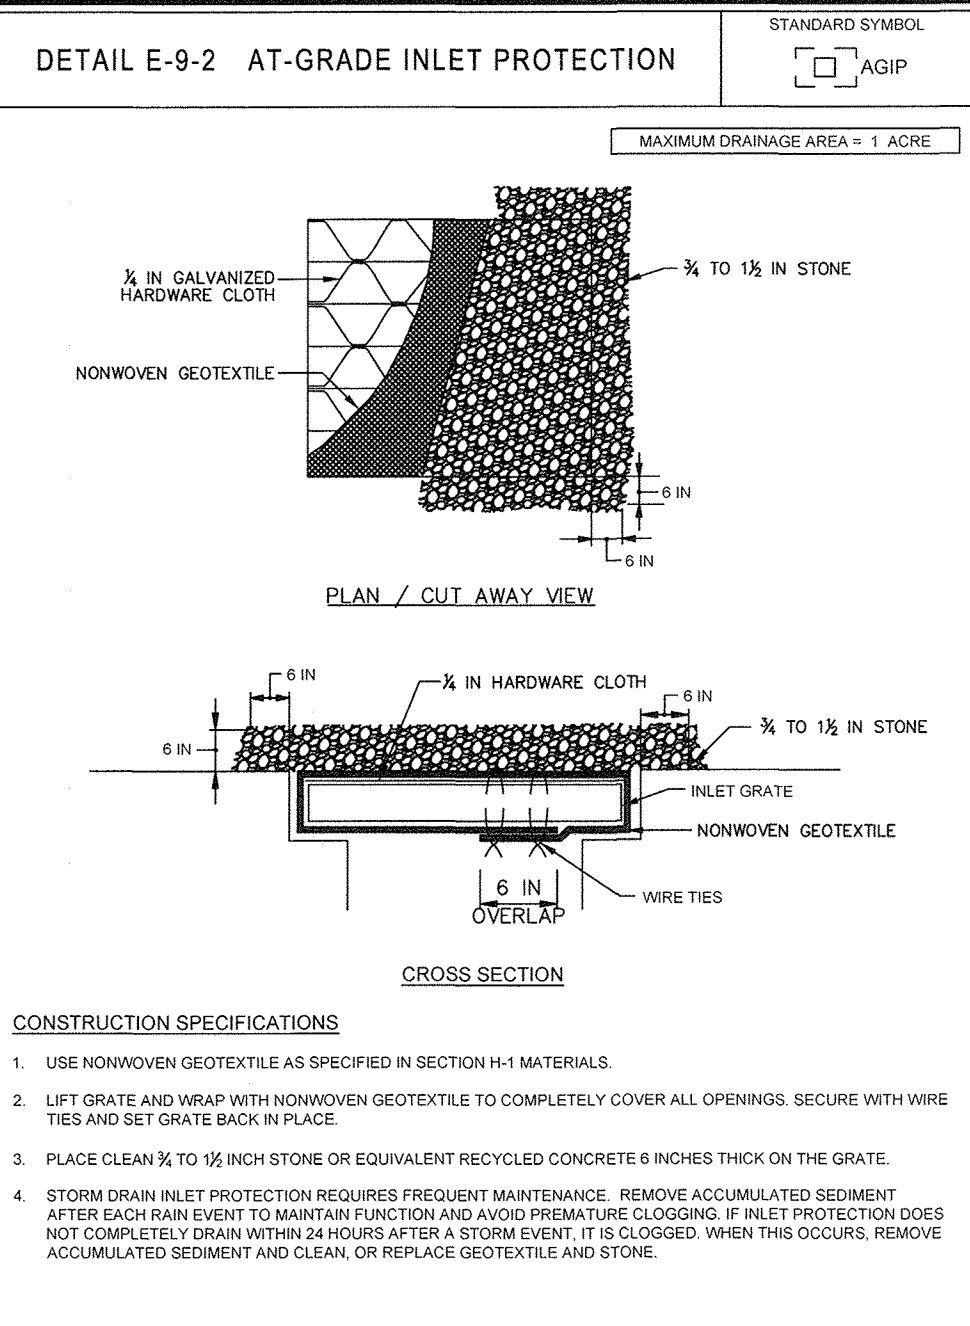 DETAIL E-9-2 AT-GRADE INLET PROTECTION
STANDARD SYMBOL
AGIP
MAXIMUM DRAINAGE AREA = 1 ACRE
¾ TO 1½ IN STONE
¼ IN GALVANIZED
HARDWARE CLOTH
NONWOVEN GEOTEXTILE
6 IN
6 IN
PLAN / CUT AWAY VIEW
6 IN
¼ IN HARDWARE CLOTH
6 IN
¾ TO 1½ IN STONE
6 IN
INLET GRATE
NONWOVEN GEOTEXTILE
6 IN
OVERLAP
WIRE TIES
CROSS SECTION
CONSTRUCTION SPECIFICATIONS
1. USE NONWOVEN GEOTEXTILE AS SPECIFIED IN SECTION H-1 MATERIALS.
2. LIFT GRATE AND WRAP WITH NONWOVEN GEOTEXTILE TO COMPLETELY COVER ALL OPENINGS. SECURE WITH WIRE
TIES AND SET GRATE BACK IN PLACE.
3. PLACE CLEAN ¾ TO 1½ INCH STONE OR EQUIVALENT RECYCLED CONCRETE 6 INCHES THICK ON THE GRATE.
4. STORM DRAIN INLET PROTECTION REQUIRES FREQUENT MAINTENANCE. REMOVE ACCUMULATED SEDIMENT
AFTER EACH RAIN EVENT TO MAINTAIN FUNCTION AND AVOID PREMATURE CLOGGING. IF INLET PROTECTION DOES
NOT COMPLETELY DRAIN WITHIN 24 HOURS AFTER A STORM EVENT, IT IS CLOGGED. WHEN THIS OCCURS, REMOVE
ACCUMULATED SEDIMENT AND CLEAN, OR REPLACE GEOTEXTILE AND STONE.